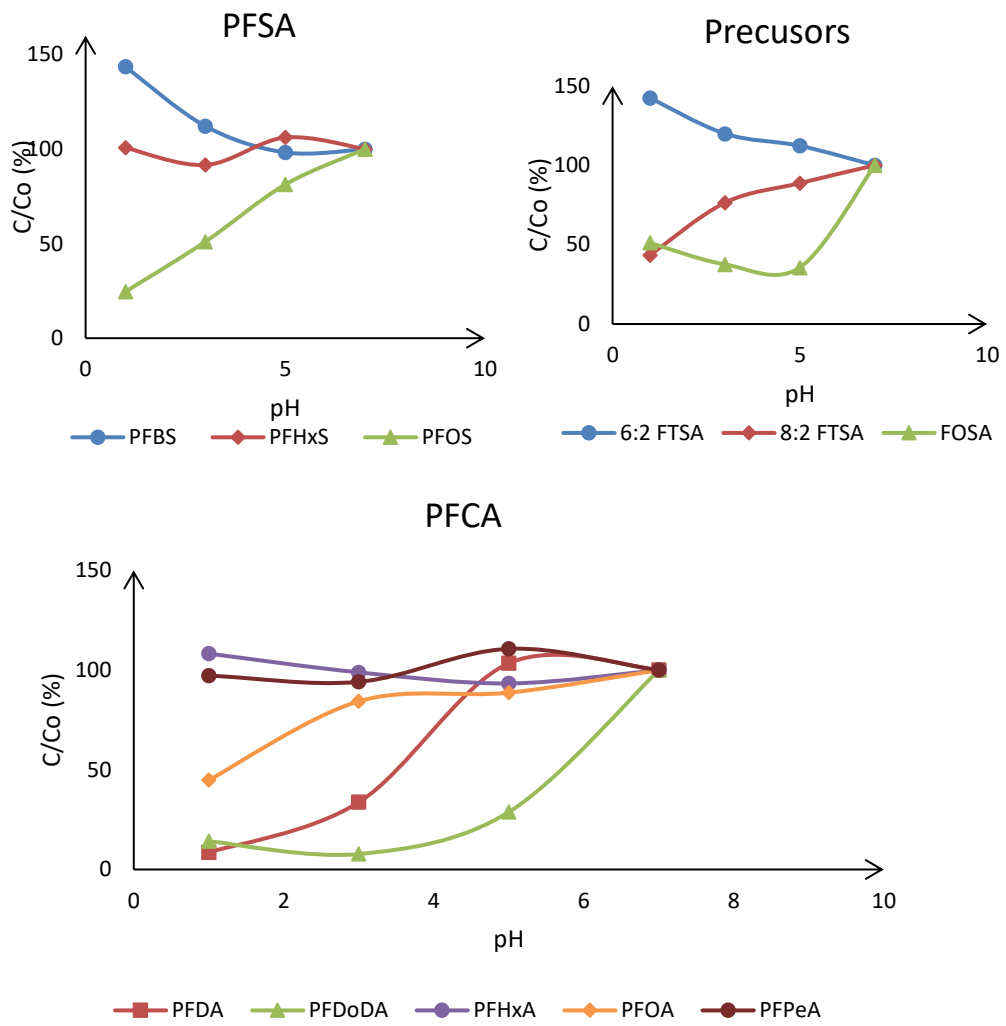 PFSA
150
100
50
0
C/Co (%)
0 5 10
pH
PFBS PFHxS PFOS
Precusors
150
100
50
0
C/Co (%)
0 5 10
pH
6:2 FTSA 8:2 FTSA FOSA
PFCA
150
100
50
0
C/Co (%)
0 2 4 6 8 10
pH
PFDA PFDoDA PFHxA PFOA PFPeA